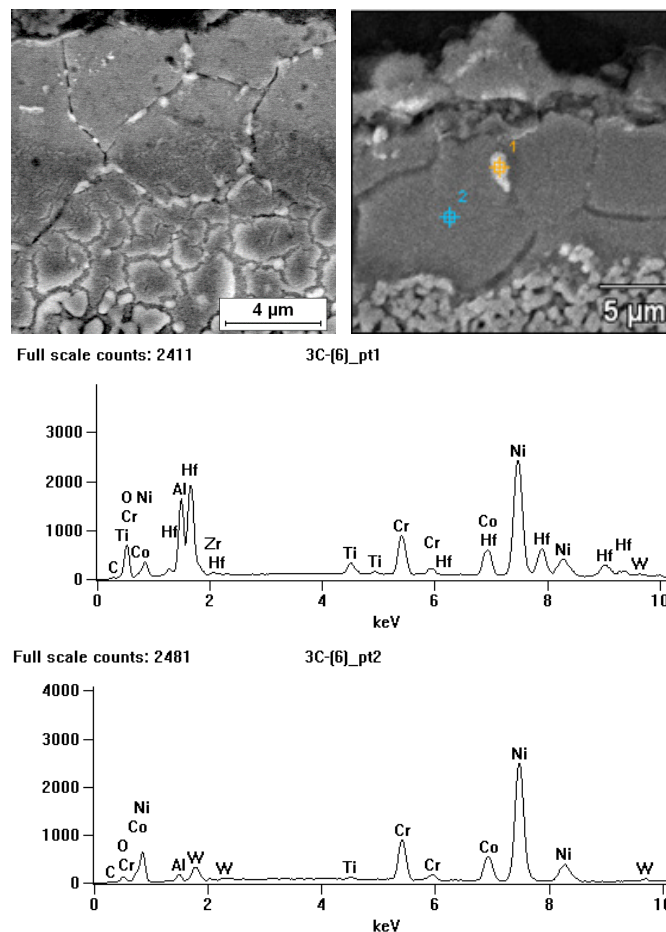 4 µm
1
2
5 µm
Full scale counts: 2411 3C-(6)_pt1
3000
2000
1000
0
O Ni
Cr
Ti
C
Co
Hf
Al
Hf
Zr
Hf
Ti
Ti
Cr
Cr
Hf
Co
Hf
Ni
Hf
Ni
Hf
Hf
W
0 2 4 6 8 10
keV
Full scale counts: 2481 3C-(6)_pt2
4000
3000
2000
1000
0
Ni
Co
O
C
Cr
Al
W
W
Ti
Cr
Cr
Co
Ni
Ni
W
0 2 4 6 8 10
keV